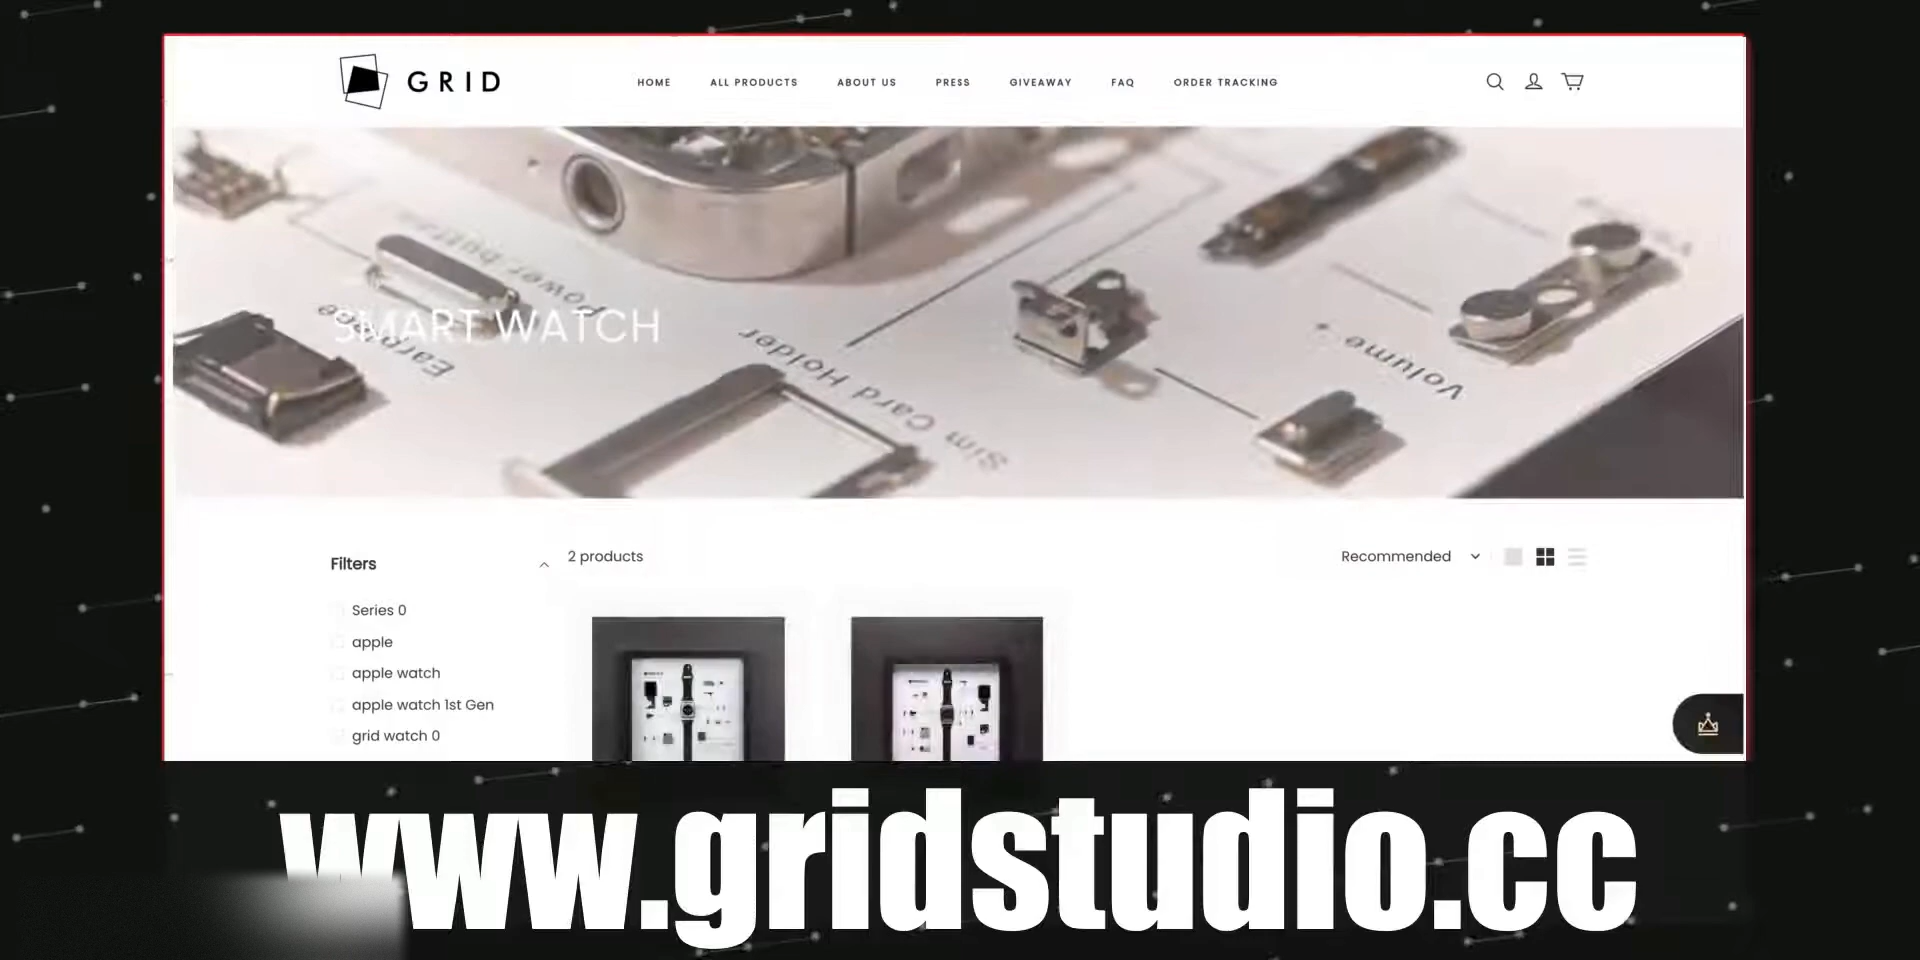 GRID
HOME ALL PRODUCTS ABOUT US PRESS GIVEAWAY FAQ ORDER TRACKING
Power button
SMART WATCH
Earpiece
Sim Card Holder
Volume +
Filters
2 products
Recommended
Series 0
apple
apple watch
apple watch 1st Gen
grid watch 0
www.gridstudio.cc